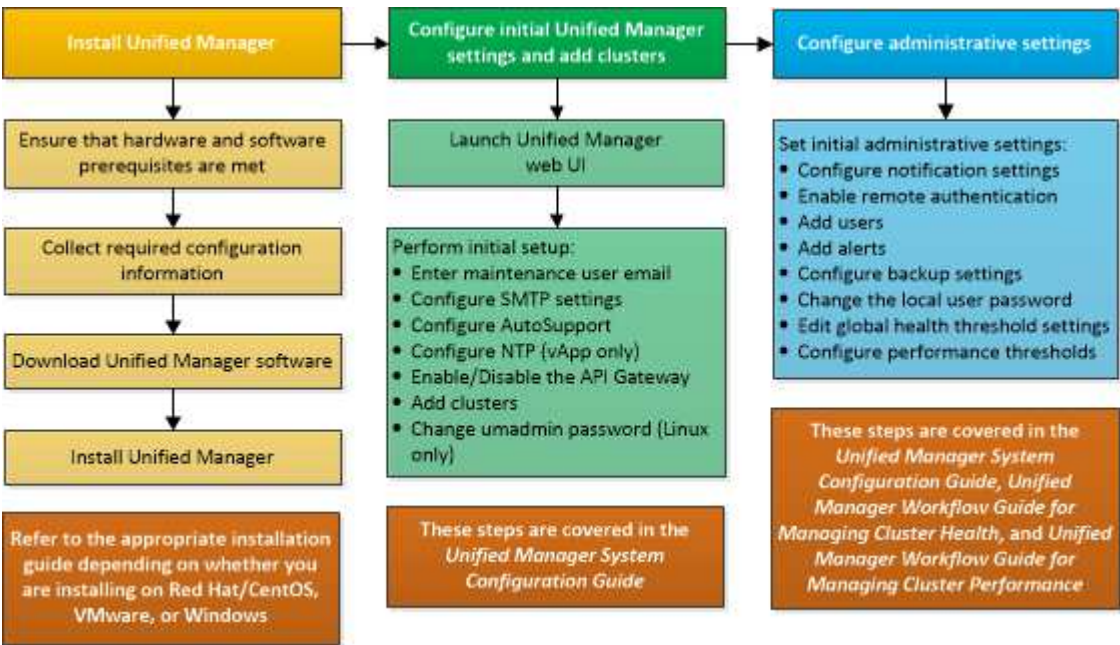 Install Unified Manager
Ensure that hardware and software
prerequisites are met
Collect required configuration
information
Download Unified Manager software
Install Unified Manager
Refer to the appropriate installation
guide depending on whether you
are installing on Red Hat/CentOS,
VMware, or Windows
Configure initial Unified Manager
settings and add clusters
Launch Unified Manager
web UI
Perform initial setup:
• Enter maintenance user email
• Configure SMTP settings
• Configure AutoSupport
• Configure NTP (vApp only)
• Enable/Disable the API Gateway
• Add clusters
• Change umadmin password (Linux
only)
These steps are covered in the
Unified Manager System
Configuration Guide
Configure administrative settings
Set initial administrative settings:
• Configure notification settings
• Enable remote authentication
• Add users
• Add alerts
• Configure backup settings
• Change the local user password
• Edit global health threshold settings
• Configure performance thresholds
These steps are covered in the
Unified Manager System
Configuration Guide, Unified
Manager Workflow Guide for
Managing Cluster Health, and Unified
Manager Workflow Guide for
Managing Cluster Performance